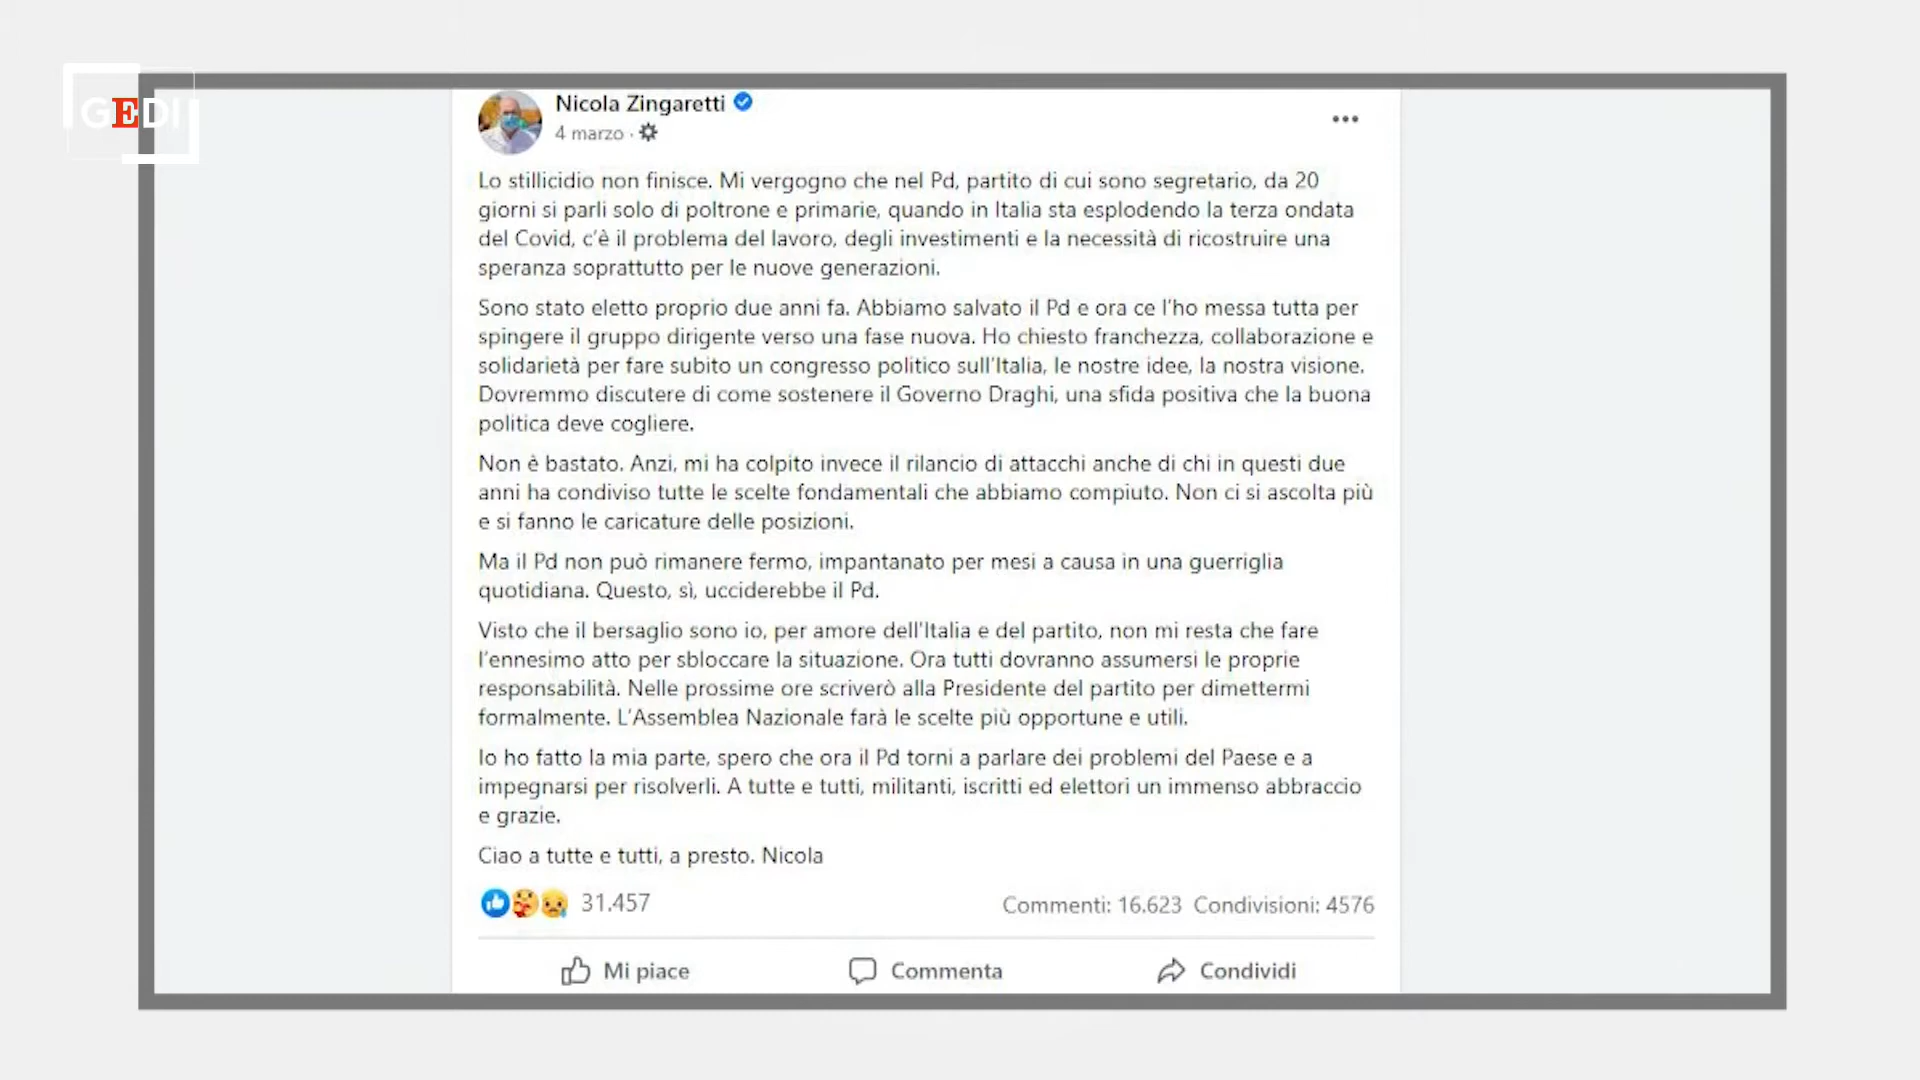 GEDI
Nicola Zingaretti
4 marzo ·
Lo stillicidio non finisce. Mi vergogno che nel Pd, partito di cui sono segretario, da 20
giorni si parli solo di poltrone e primarie, quando in Italia sta esplodendo la terza ondata
del Covid, c'è il problema del lavoro, degli investimenti e la necessità di ricostruire una
speranza soprattutto per le nuove generazioni.
Sono stato eletto proprio due anni fa. Abbiamo salvato il Pd e ora ce l'ho messa tutta per
spingere il gruppo dirigente verso una fase nuova. Ho chiesto franchezza, collaborazione e
solidarietà per fare subito un congresso politico sull'Italia, le nostre idee, la nostra visione.
Dovremmo discutere di come sostenere il Governo Draghi, una sfida positiva che la buona
politica deve cogliere.
Non è bastato. Anzi, mi ha colpito invece il rilancio di attacchi anche di chi in questi due
anni ha condiviso tutte le scelte fondamentali che abbiamo compiuto. Non ci si ascolta più
e si fanno le caricature delle posizioni.
Ma il Pd non può rimanere fermo, impantanato per mesi a causa in una guerriglia
quotidiana. Questo, sì, ucciderebbe il Pd.
Visto che il bersaglio sono io, per amore dell'Italia e del partito, non mi resta che fare
l'ennesimo atto per sbloccare la situazione. Ora tutti dovranno assumersi le proprie
responsabilità. Nelle prossime ore scriverò alla Presidente del partito per dimettermi
formalmente. L'Assemblea Nazionale farà le scelte più opportune e utili.
Io ho fatto la mia parte, spero che ora il Pd torni a parlare dei problemi del Paese e a
impegnarsi per risolverli. A tutte e tutti, militanti, iscritti ed elettori un immenso abbraccio
e grazie.
Ciao a tutte e tutti, a presto. Nicola
31.457 Commenti: 16.623 Condivisioni: 4576
Mi piace Commenta Condividi